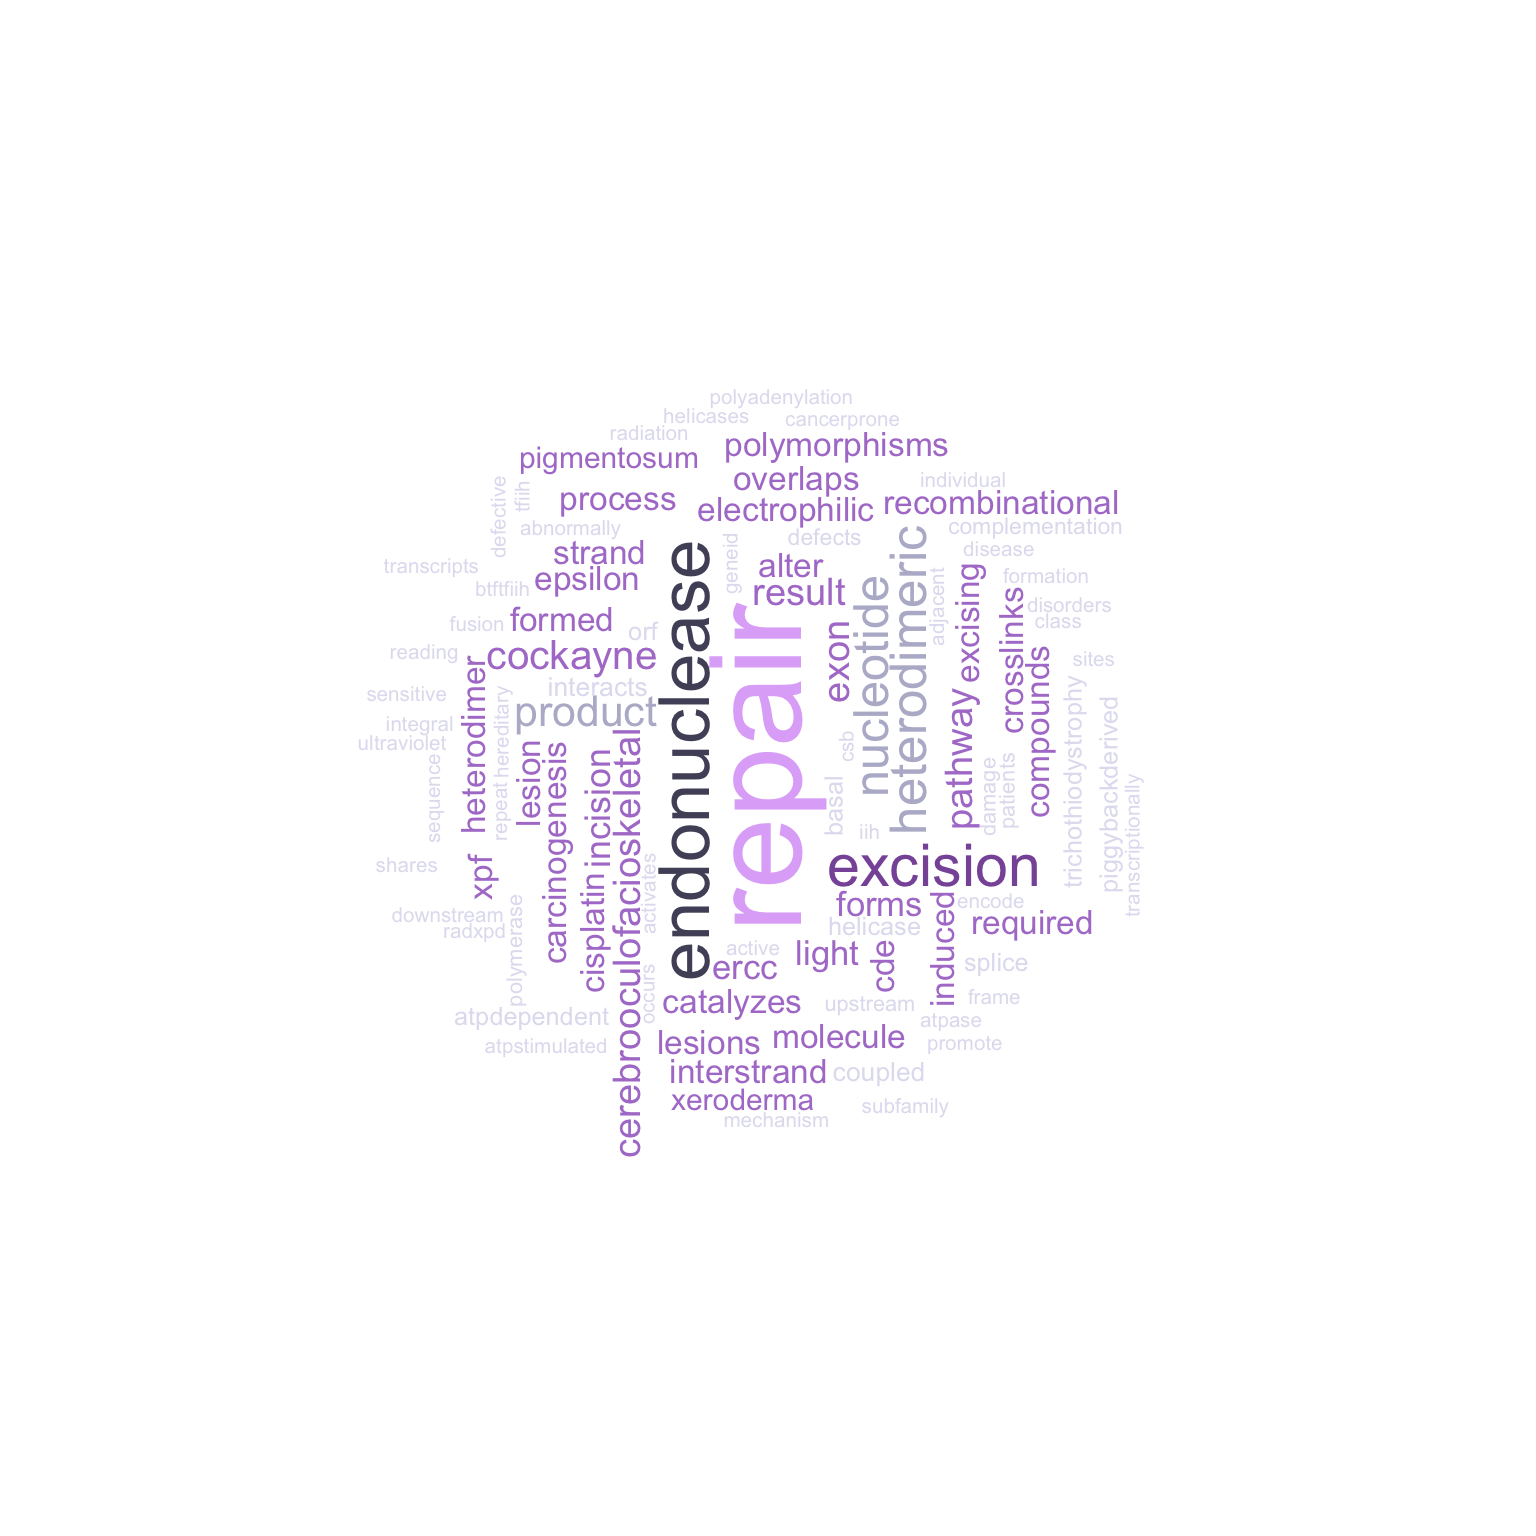 polyadenylation
helicases
cancerprone
radiation
polymorphisms
pigmentosum
overlaps
individual
process
electrophilic
recombinational
defective
tfiih
abnormally
complementation
defects
strand
disease
geneid
alter
transcripts
epsilon
btftfiih
result
formation
adjacent
excising
disorders
formed
class
fusion
orf
endonuclease
repair
nucleotide
heterodimeric
exon
crosslinks
reading
cockayne
sites
sensitive
interacts
product
integral
ultraviolet
heterodimer
hereditary
repeat
pathway
compounds
trichothiodystrophy
piggybackderived
csb
sequence
lesion
carcinogenesis
incision
cerebrooculofacioskeletal
basal
damage
patients
transcriptionally
iih
shares
xpf
excision
cisplatin
activates
forms
encode
downstream
radxpd
polymerase
helicase
induced
required
active
light
ercc
cde
splice
occurs
catalyzes
upstream
frame
atpdependent
atpase
atpstimulated
lesions
molecule
promote
interstrand
coupled
xeroderma
subfamily
mechanism